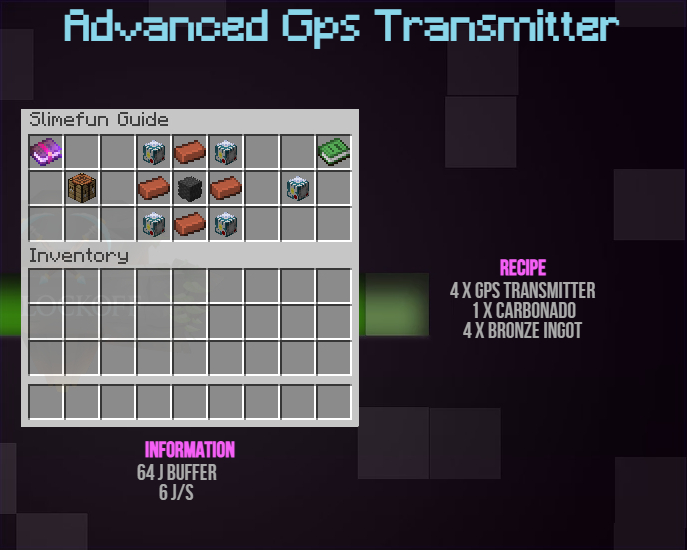 Advanced Gps Transmitter
Slimefun Guide
Inventory
LOCKOFF
RECIPE
4 X GPS TRANSMITTER
1 X CARBONADO
4 X BRONZE INGOT
INFORMATION
64 J BUFFER
6 J/S